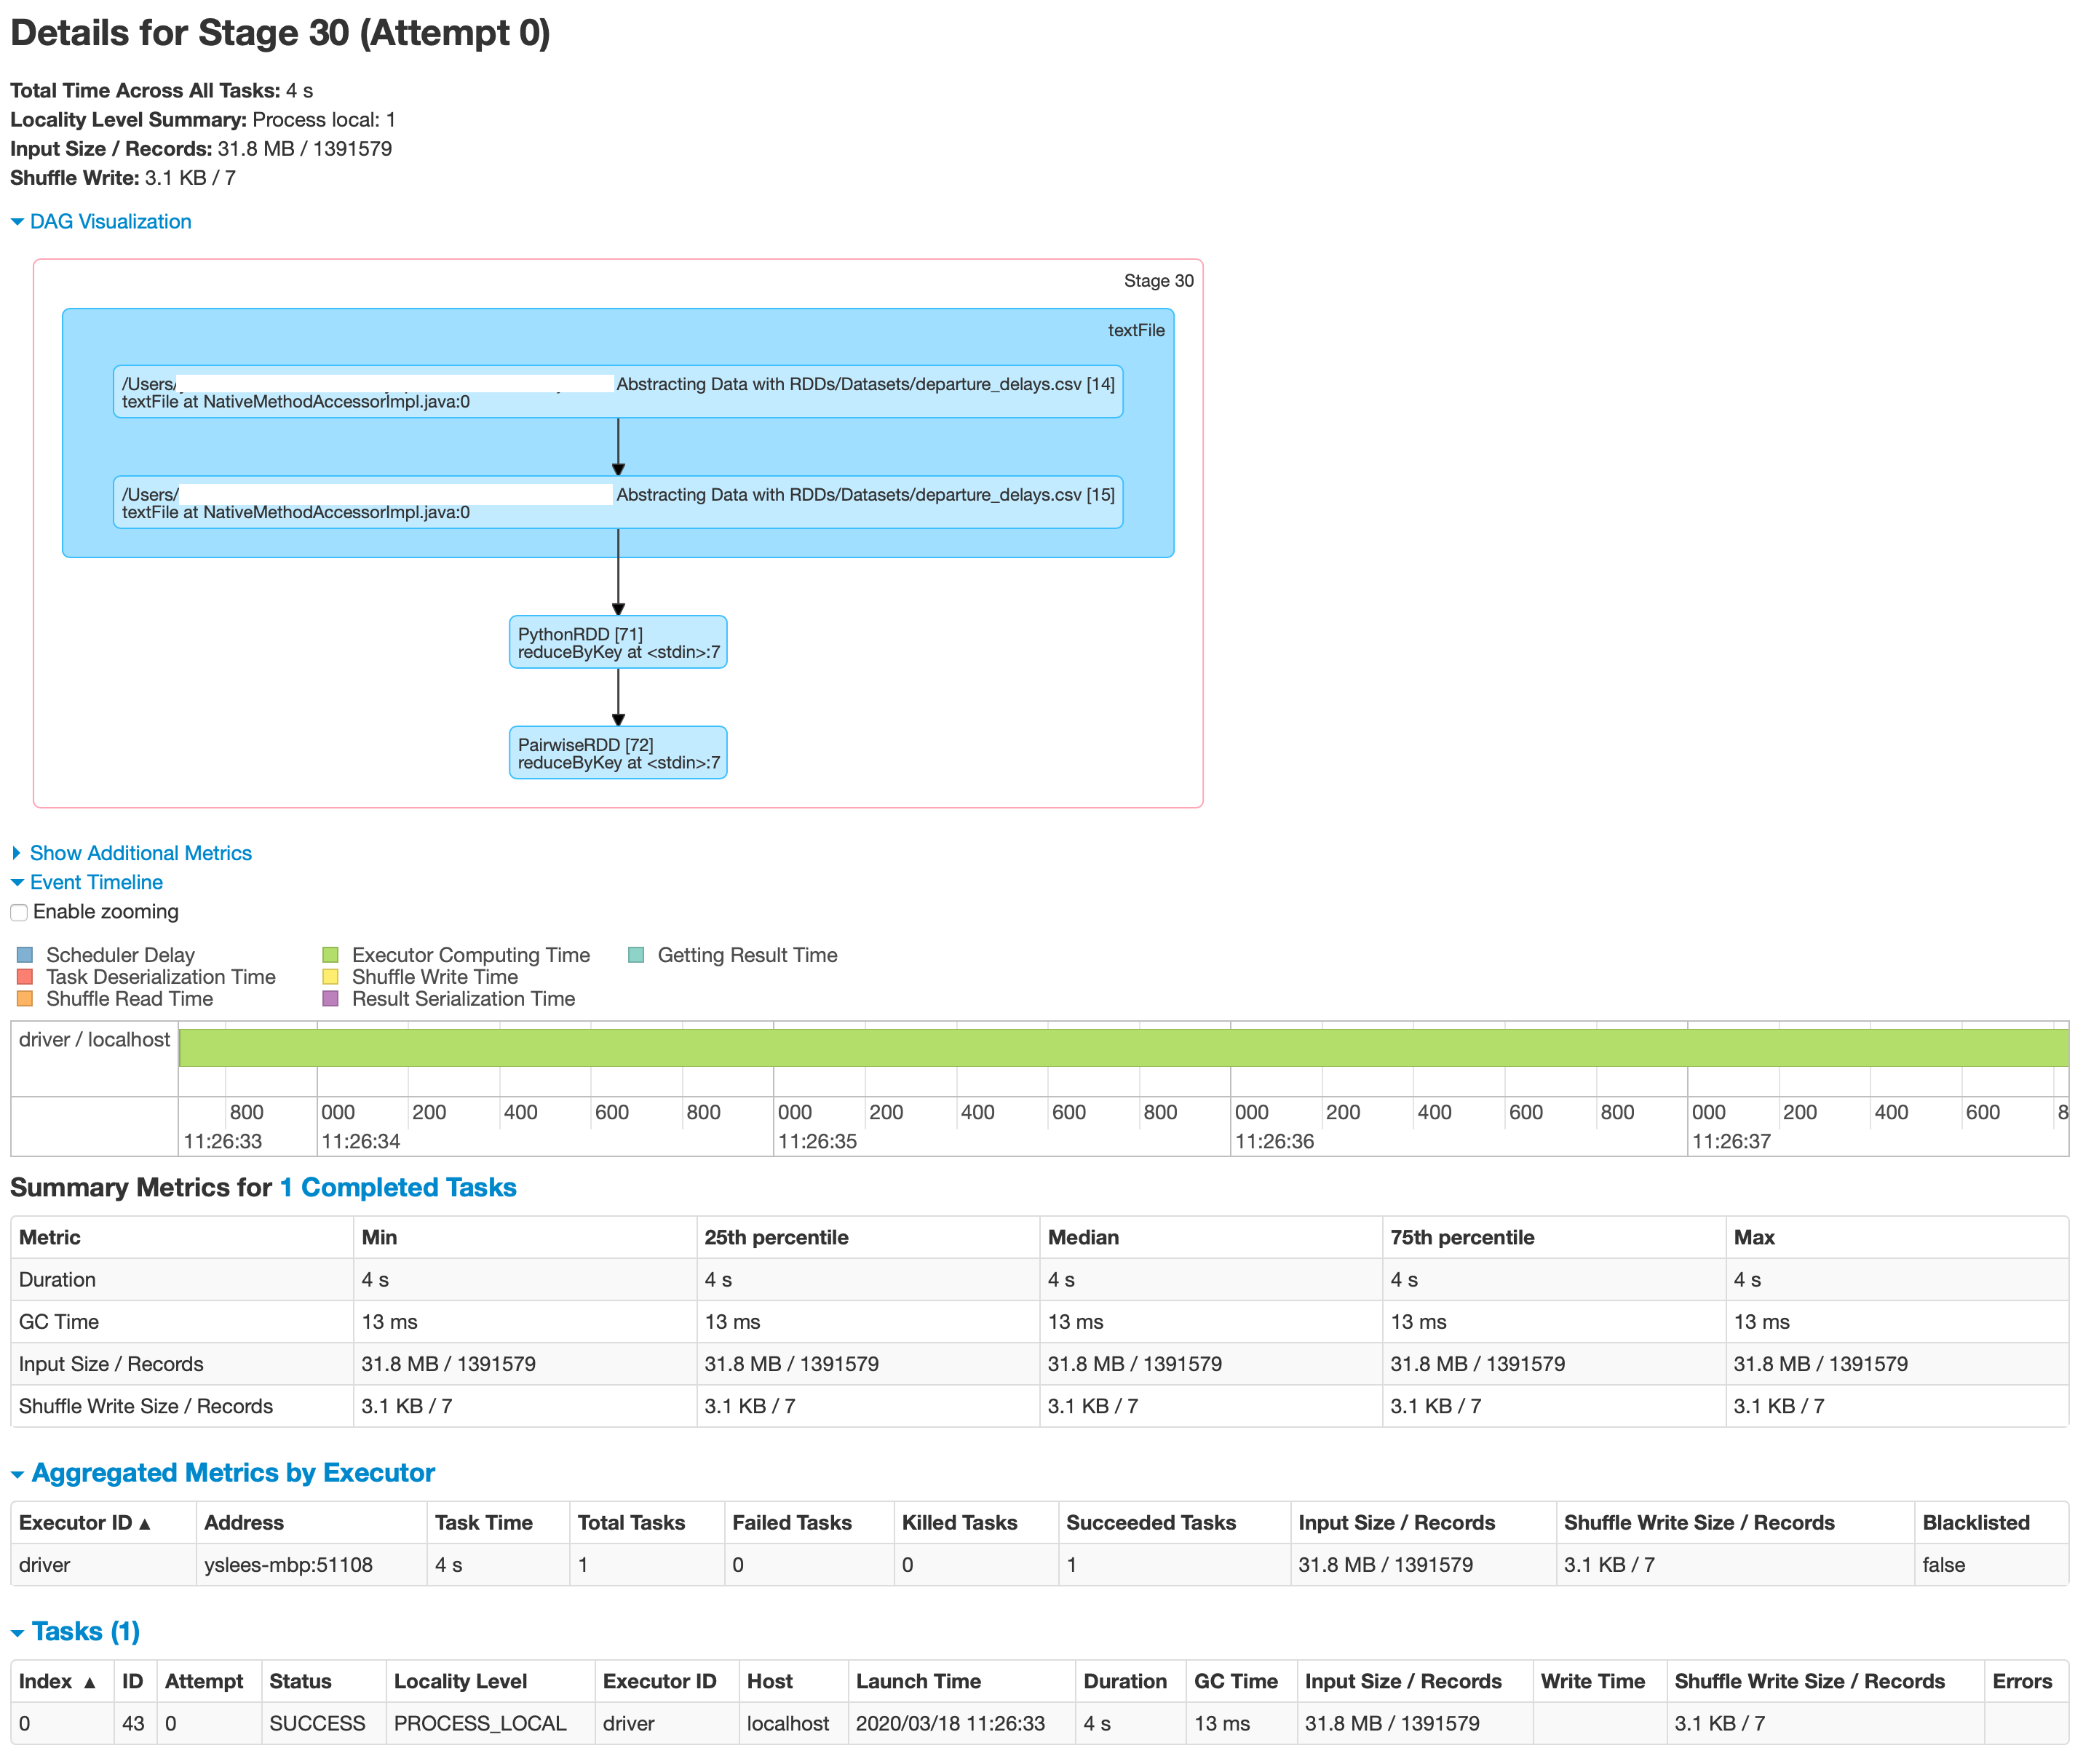 Details for Stage 30 (Attempt 0)
Total Time Across All Tasks: 4 s
Locality Level Summary: Process local: 1
Input Size / Records: 31.8 MB / 1391579
Shuffle Write: 3.1 KB / 7
DAG Visualization
Stage 30
textFile
/Users/ Abstracting Data with RDDs/Datasets/departure_delays.csv [14]
textFile at NativeMethodAccessorImpl.java:0
/Users/ Abstracting Data with RDDs/Datasets/departure_delays.csv [15]
textFile at NativeMethodAccessorImpl.java:0
PythonRDD [71]
reduceByKey at <stdin>:7
PairwiseRDD [72]
reduceByKey at <stdin>:7
Show Additional Metrics
Event Timeline
Enable zooming
Scheduler Delay Executor Computing Time Getting Result Time
Task Deserialization Time Shuffle Write Time
Shuffle Read Time Result Serialization Time
driver / localhost
800 000 200 400 600 800 000 200 400 600 800 000 200 400 600 800 000 200 400 600 8
11:26:33 11:26:34 11:26:35 11:26:36 11:26:37
Summary Metrics for 1 Completed Tasks
Metric Min 25th percentile Median 75th percentile Max
Duration 4 s 4 s 4 s 4 s 4 s
GC Time 13 ms 13 ms 13 ms 13 ms 13 ms
Input Size / Records 31.8 MB / 1391579 31.8 MB / 1391579 31.8 MB / 1391579 31.8 MB / 1391579 31.8 MB / 1391579
Shuffle Write Size / Records 3.1 KB / 7 3.1 KB / 7 3.1 KB / 7 3.1 KB / 7 3.1 KB / 7
Aggregated Metrics by Executor
Executor ID ▲ Address Task Time Total Tasks Failed Tasks Killed Tasks Succeeded Tasks Input Size / Records Shuffle Write Size / Records Blacklisted
driver yslees-mbp:51108 4 s 1 0 0 1 31.8 MB / 1391579 3.1 KB / 7 false
Tasks (1)
Index ▲ ID Attempt Status Locality Level Executor ID Host Launch Time Duration GC Time Input Size / Records Write Time Shuffle Write Size / Records Errors
0 43 0 SUCCESS PROCESS_LOCAL driver localhost 2020/03/18 11:26:33 4 s 13 ms 31.8 MB / 1391579 3.1 KB / 7